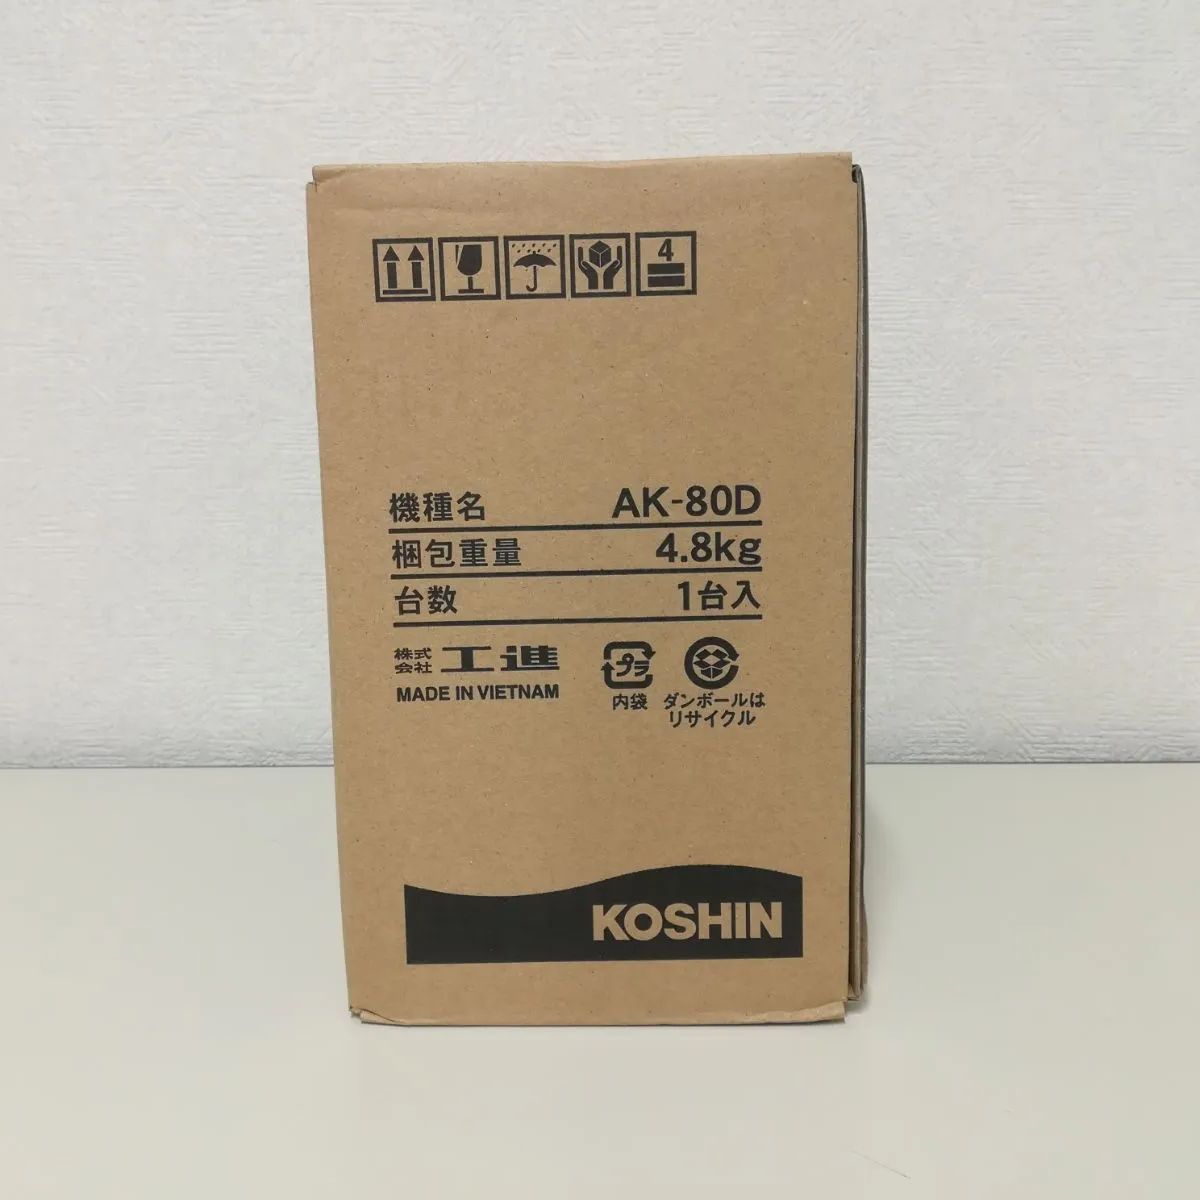 4
機種名 AK-80D
梱包重量 4.8kg
台数 1台入
株式会社 工進
MADE IN VIETNAM
プラ
内袋
ダンボールは
リサイクル
KOSHIN